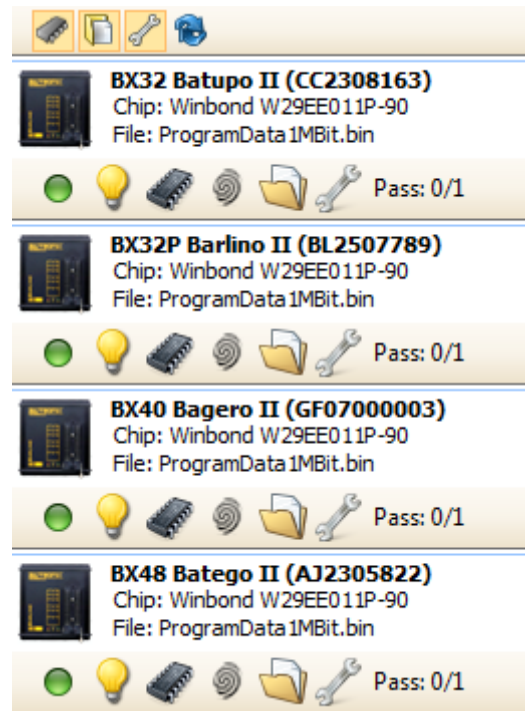 BX32 Batupo II (CC2308163)
Chip: Winbond W29EE011P-90
File: ProgramData1MBit.bin
Pass: 0/1
BX32P Barlino II (BL2507789)
Chip: Winbond W29EE011P-90
File: ProgramData1MBit.bin
Pass: 0/1
BX40 Bagero II (GF07000003)
Chip: Winbond W29EE011P-90
File: ProgramData1MBit.bin
Pass: 0/1
BX48 Batego II (AJ2305822)
Chip: Winbond W29EE011P-90
File: ProgramData1MBit.bin
Pass: 0/1